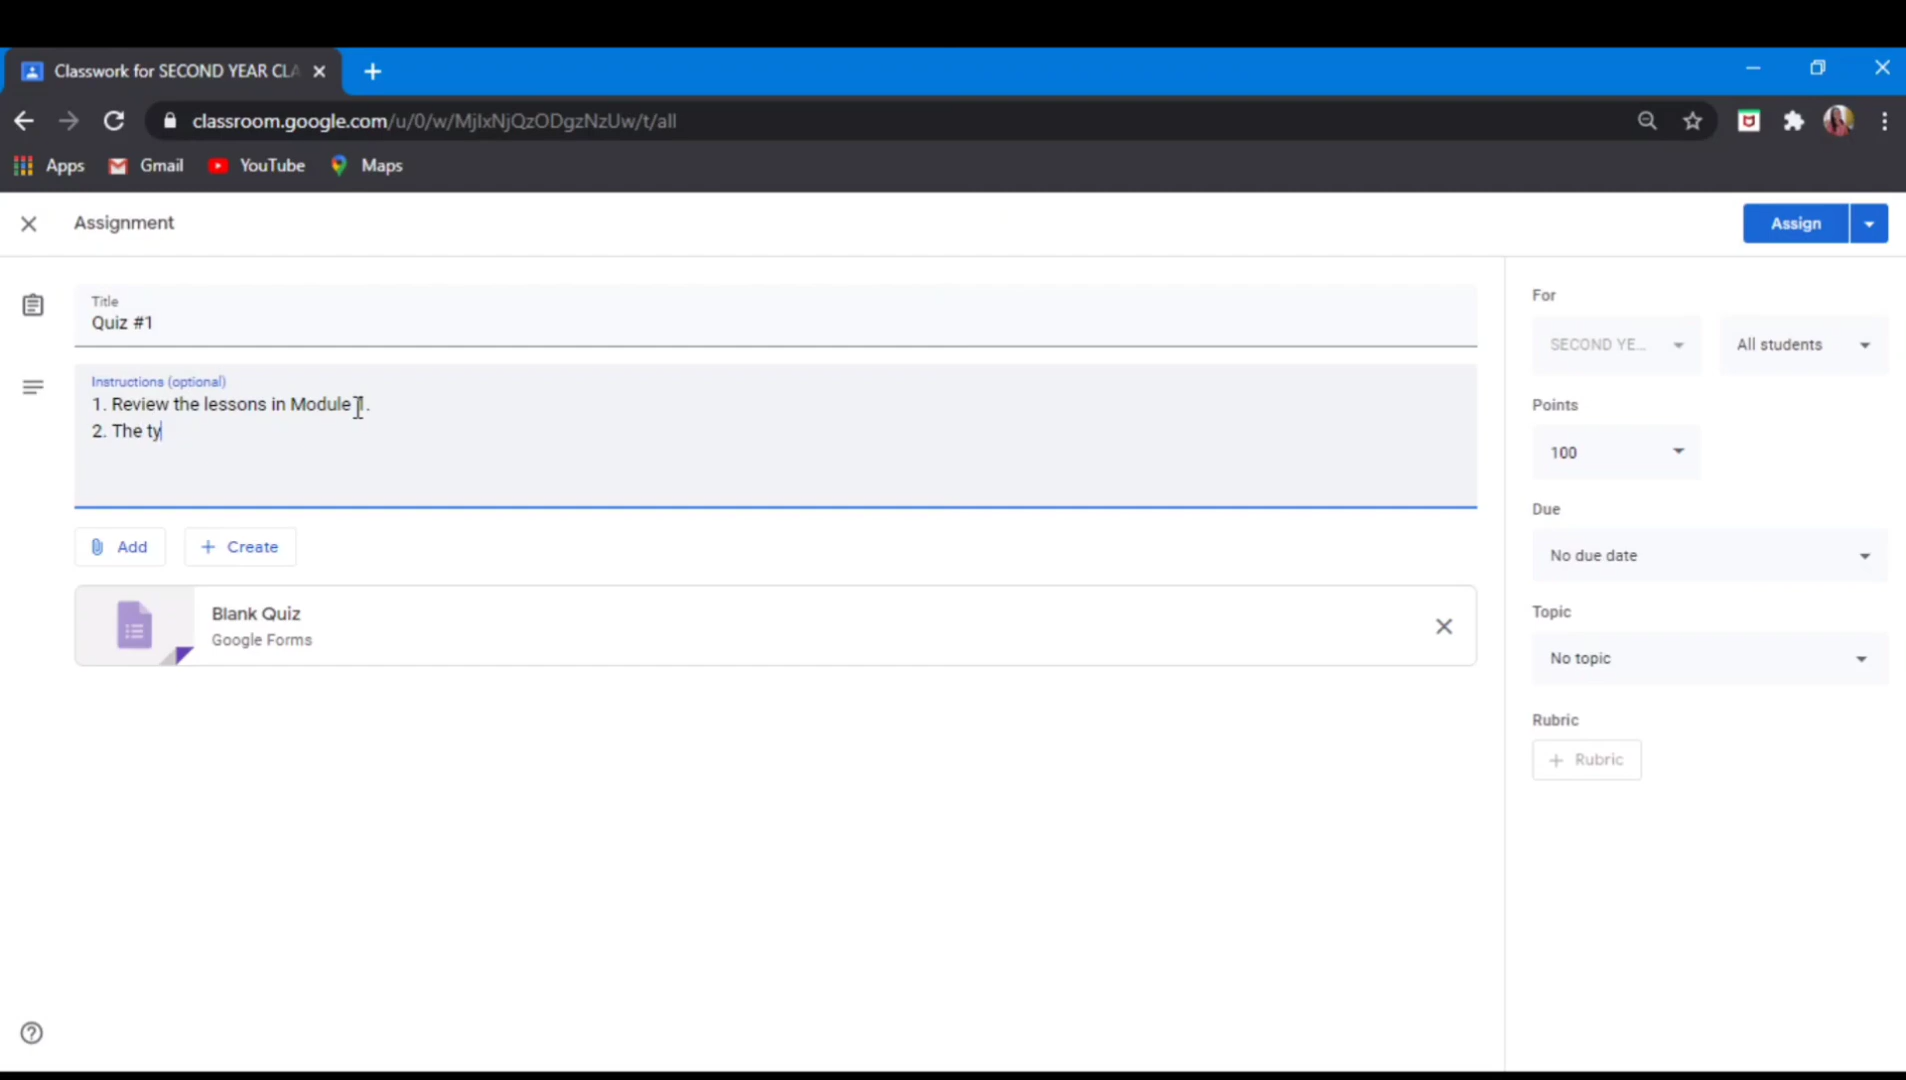 Classwork for SECOND YEAR CLA
classroom.google.com/u/0/w/MjIxNjQzODgzNzUw/t/all
Apps Gmail YouTube Maps
Assignment
Assign
Title
Quiz #1
Instructions (optional)
1. Review the lessons in Module 1.
2. The ty
Add Create
Blank Quiz
Google Forms
For
SECOND YE... All students
Points
100
Due
No due date
Topic
No topic
Rubric
Rubric